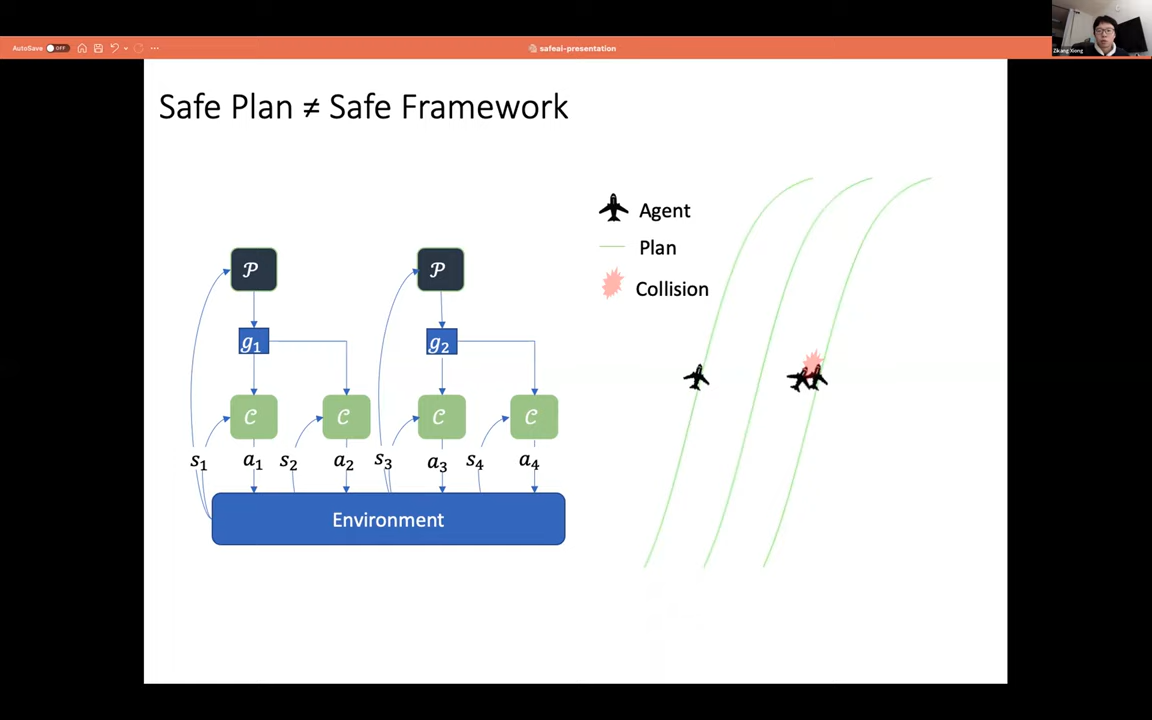 AutoSave OFF
safeai-presentation
Zikang Xiong
Safe Plan ≠ Safe Framework
Agent
Plan
Collision
𝒫 𝒫
g₁ g₂
𝒞 𝒞 𝒞 𝒞
s₁ a₁ s₂ a₂ s₃ a₃ s₄ a₄
Environment